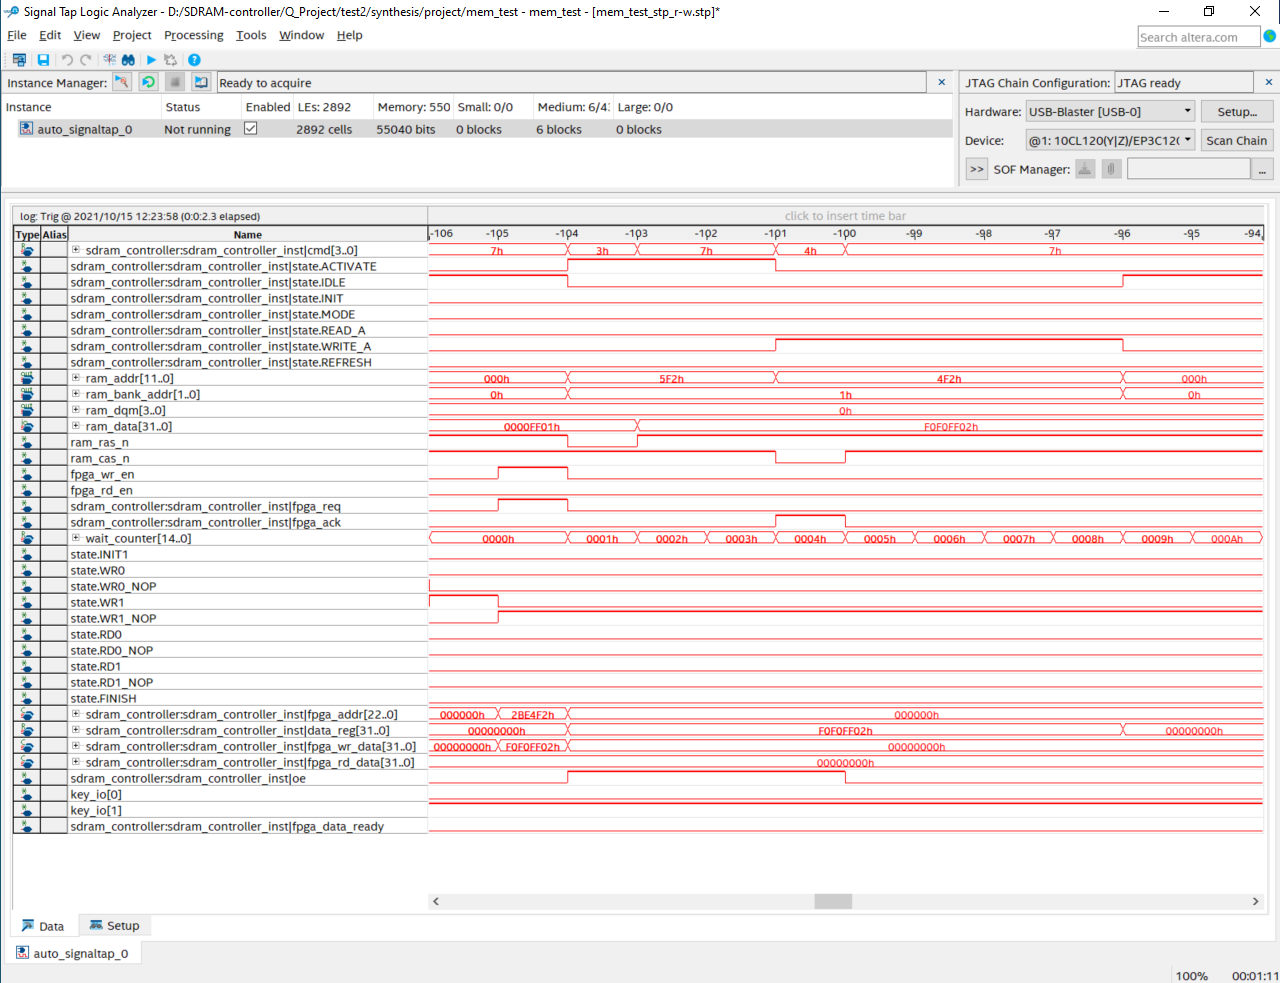 Signal Tap Logic Analyzer - D:/SDRAM-controller/Q_Project/test2/synthesis/project/mem_test - mem_test - [mem_test_stp_r-w.stp]*
File Edit View Project Processing Tools Window Help
Search altera.com
Instance Manager: Ready to acquire
Instance Status Enabled LEs: 2892 Memory: 550 Small: 0/0 Medium: 6/4 Large: 0/0
auto_signaltap_0 Not running 2892 cells 55040 bits 0 blocks 6 blocks 0 blocks
JTAG Chain Configuration: JTAG ready
Hardware: USB-Blaster [USB-0] Setup...
Device: @1: 10CL120(Y|Z)/EP3C12( Scan Chain
>> SOF Manager: ...
log: Trig @ 2021/10/15 12:23:58 (0:0:2.3 elapsed) click to insert time bar
Type Alias Name -106 -105 -104 -103 -102 -101 -100 -99 -98 -97 -96 -95 -94
sdram_controller:sdram_controller_inst|cmd[3..0] 7h 3h 7h 4h 7h
sdram_controller:sdram_controller_inst|state.ACTIVATE
sdram_controller:sdram_controller_inst|state.IDLE
sdram_controller:sdram_controller_inst|state.INIT
sdram_controller:sdram_controller_inst|state.MODE
sdram_controller:sdram_controller_inst|state.READ_A
sdram_controller:sdram_controller_inst|state.WRITE_A
sdram_controller:sdram_controller_inst|state.REFRESH
ram_addr[11..0] 000h 5F2h 4F2h 000h
ram_bank_addr[1..0] 0h 1h 0h
ram_dqm[3..0] 0h
ram_data[31..0] 0000FF01h F0F0FF02h
ram_ras_n
ram_cas_n
fpga_wr_en
fpga_rd_en
sdram_controller:sdram_controller_inst|fpga_req
sdram_controller:sdram_controller_inst|fpga_ack
wait_counter[14..0] 0000h 0001h 0002h 0003h 0004h 0005h 0006h 0007h 0008h 0009h 000Ah
state.INIT1
state.WR0
state.WR0_NOP
state.WR1
state.WR1_NOP
state.RD0
state.RD0_NOP
state.RD1
state.RD1_NOP
state.FINISH
sdram_controller:sdram_controller_inst|fpga_addr[22..0] 000000h 2BE4F2h 000000h
sdram_controller:sdram_controller_inst|data_reg[31..0] 00000000h F0F0FF02h 00000000h
sdram_controller:sdram_controller_inst|fpga_wr_data[31..0] 00000000h F0F0FF02h 00000000h
sdram_controller:sdram_controller_inst|fpga_rd_data[31..0] 00000000h
sdram_controller:sdram_controller_inst|oe
key_io[0]
key_io[1]
sdram_controller:sdram_controller_inst|fpga_data_ready
Data Setup
auto_signaltap_0
100% 00:01:11